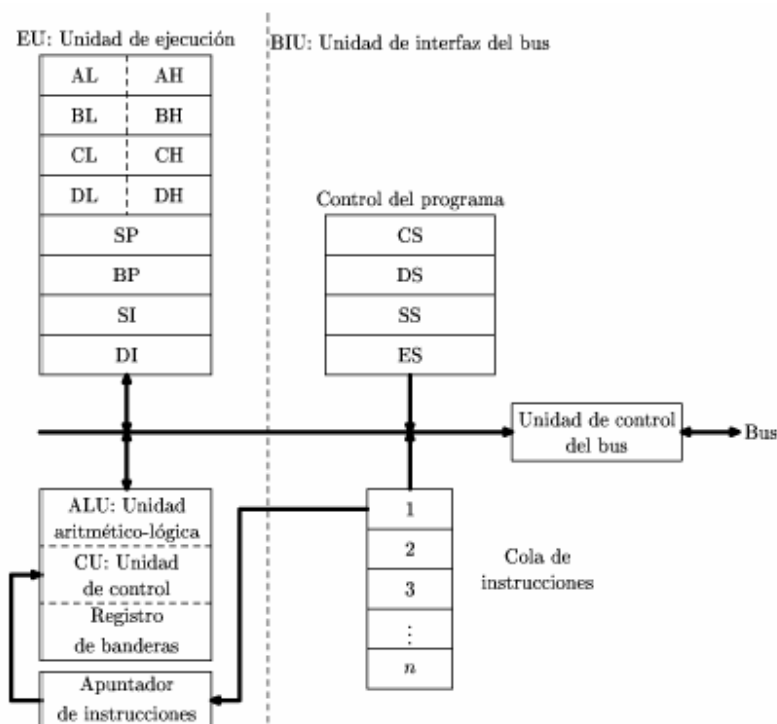 EU: Unidad de ejecución
BIU: Unidad de interfaz del bus
AL AH
BL BH
CL CH
DL DH
SP
BP
SI
DI
Control del programa
CS
DS
SS
ES
Unidad de control
del bus
Bus
ALU: Unidad
aritmético-lógica
CU: Unidad
de control
Registro
de banderas
Apuntador
de instrucciones
1
2
3
⋮
n
Cola de
instrucciones